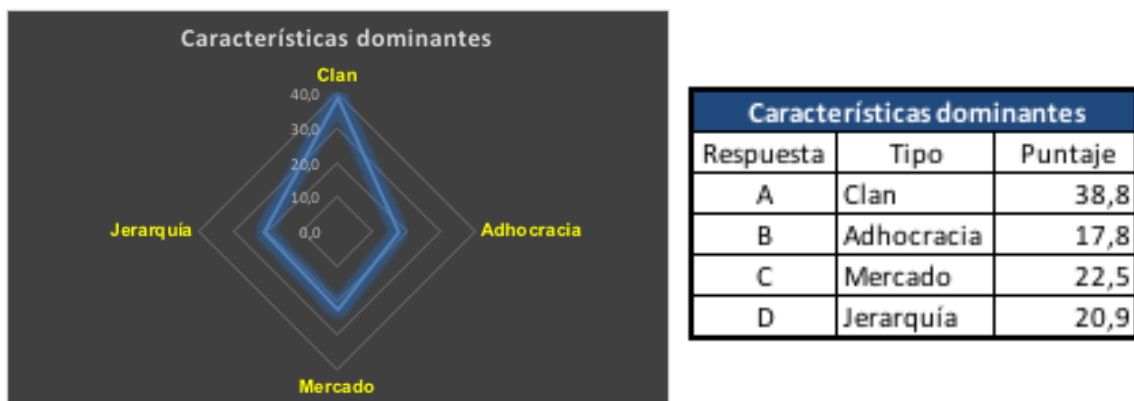 Características dominantes
Clan
40,0
30,0
20,0
10,0
Jerarquía
0,0
Adhocracia
Mercado
Características dominantes
Respuesta Tipo Puntaje
A Clan 38,8
B Adhocracia 17,8
C Mercado 22,5
D Jerarquía 20,9